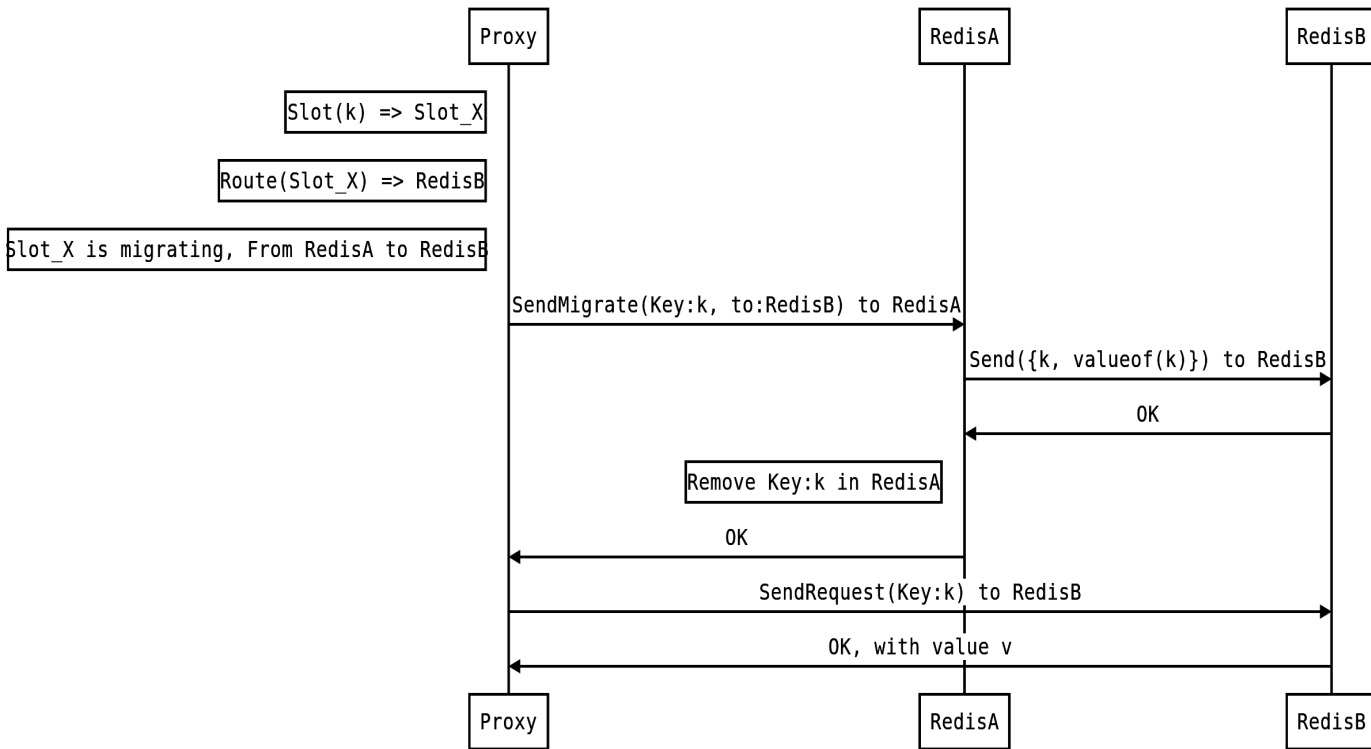 Proxy
RedisA
RedisB
Slot(k) => Slot_X
Route(Slot_X) => RedisB
Slot_X is migrating, From RedisA to RedisB
SendMigrate(Key:k, to:RedisB) to RedisA
Send({k, valueof(k)}) to RedisB
OK
Remove Key:k in RedisA
OK
SendRequest(Key:k) to RedisB
OK, with value v
Proxy
RedisA
RedisB